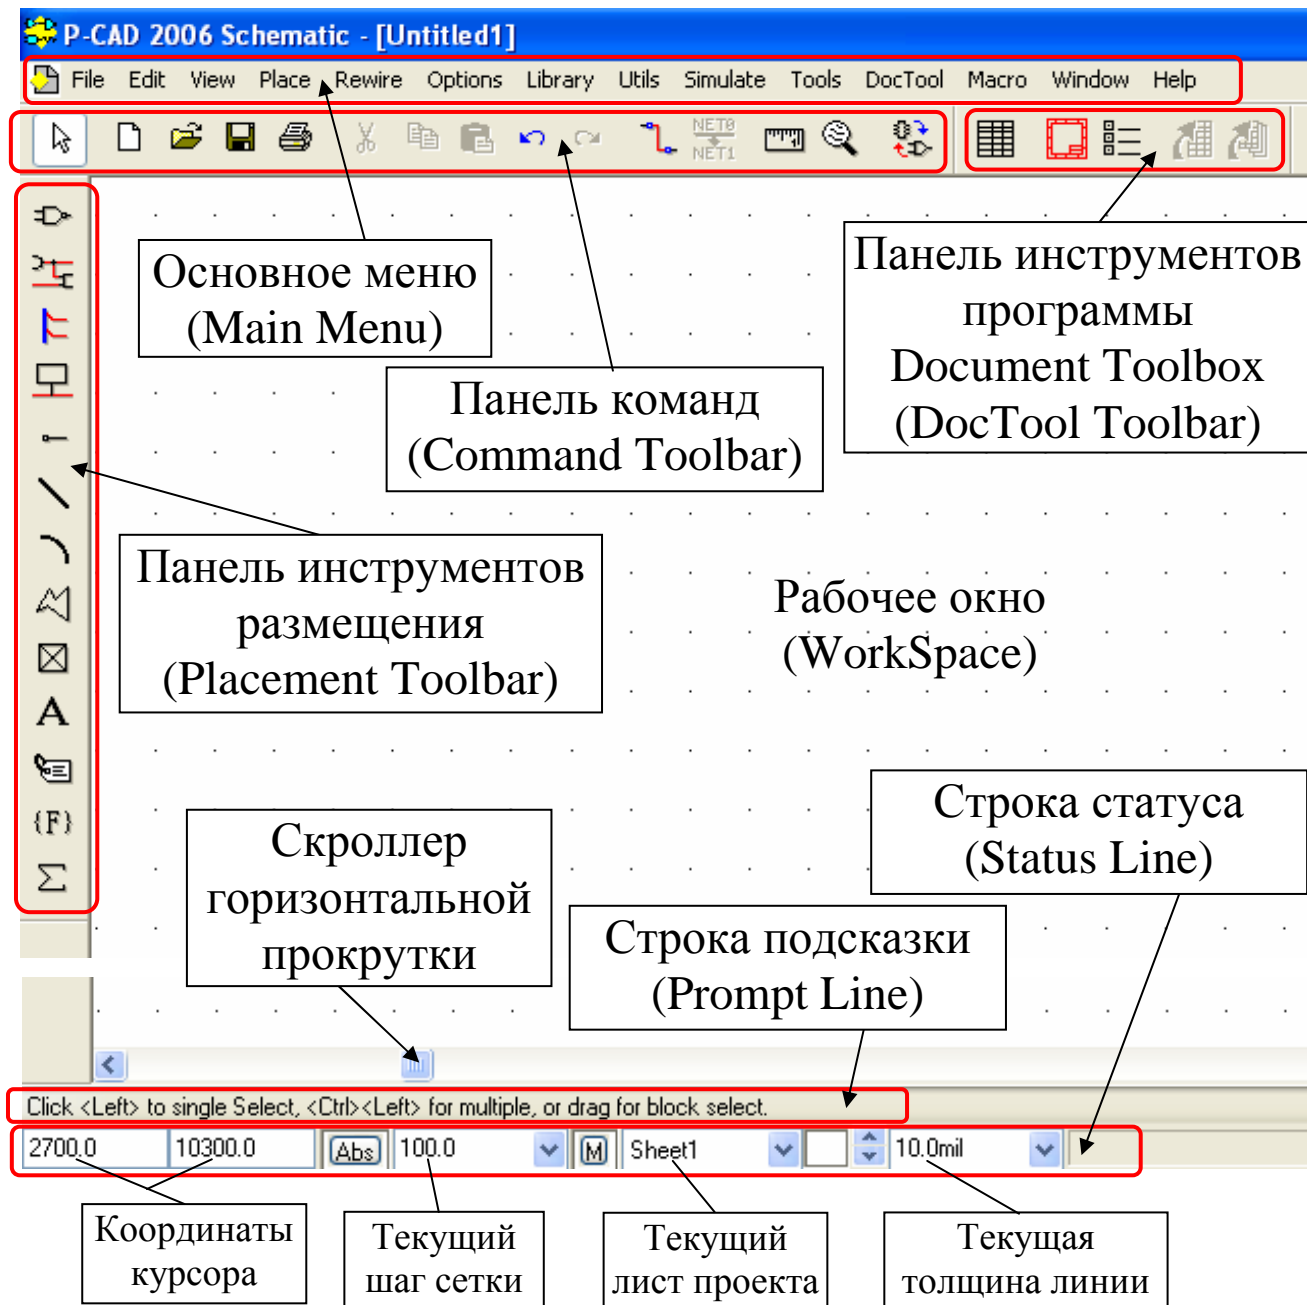 P-CAD 2006 Schematic - [Untitled1]
File Edit View Place Rewire Options Library Utils Simulate Tools DocTool Macro Window Help
NET0
NET1
Основное меню
(Main Menu)
Панель команд
(Command Toolbar)
Панель инструментов
программы
Document Toolbox
(DocTool Toolbar)
Панель инструментов
размещения
(Placement Toolbar)
Рабочее окно
(WorkSpace)
A
{F}
Σ
Скроллер
горизонтальной
прокрутки
Строка статуса
(Status Line)
Строка подсказки
(Prompt Line)
Click <Left> to single Select, <Ctrl><Left> for multiple, or drag for block select.
2700.0 10300.0 Abs 100.0 M Sheet1 10.0mil
Координаты
курсора
Текущий
шаг сетки
Текущий
лист проекта
Текущая
толщина линии